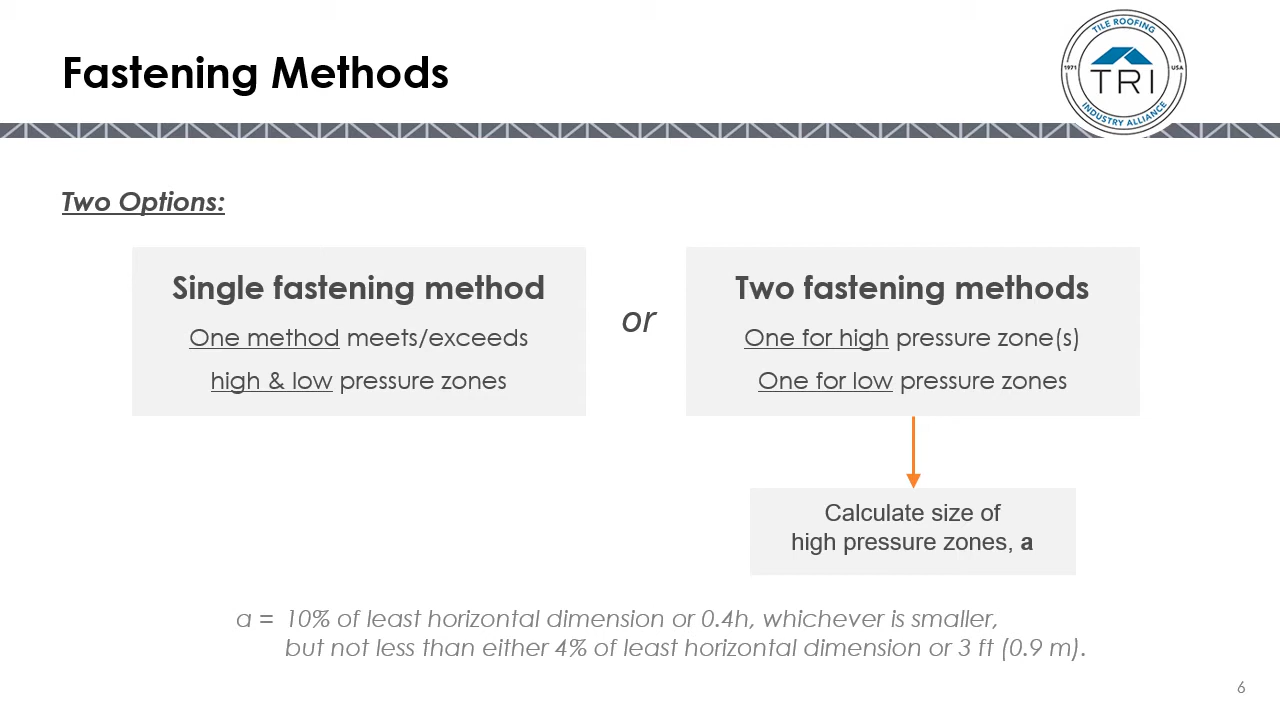 Fastening Methods
TILE ROOFING
1971
TRI
USA
INDUSTRY ALLIANCE
Two Options:
Single fastening method
One method meets/exceeds
high & low pressure zones
or
Two fastening methods
One for high pressure zone(s)
One for low pressure zones
Calculate size of
high pressure zones, a
a = 10% of least horizontal dimension or 0.4h, whichever is smaller,
but not less than either 4% of least horizontal dimension or 3 ft (0.9 m).
6